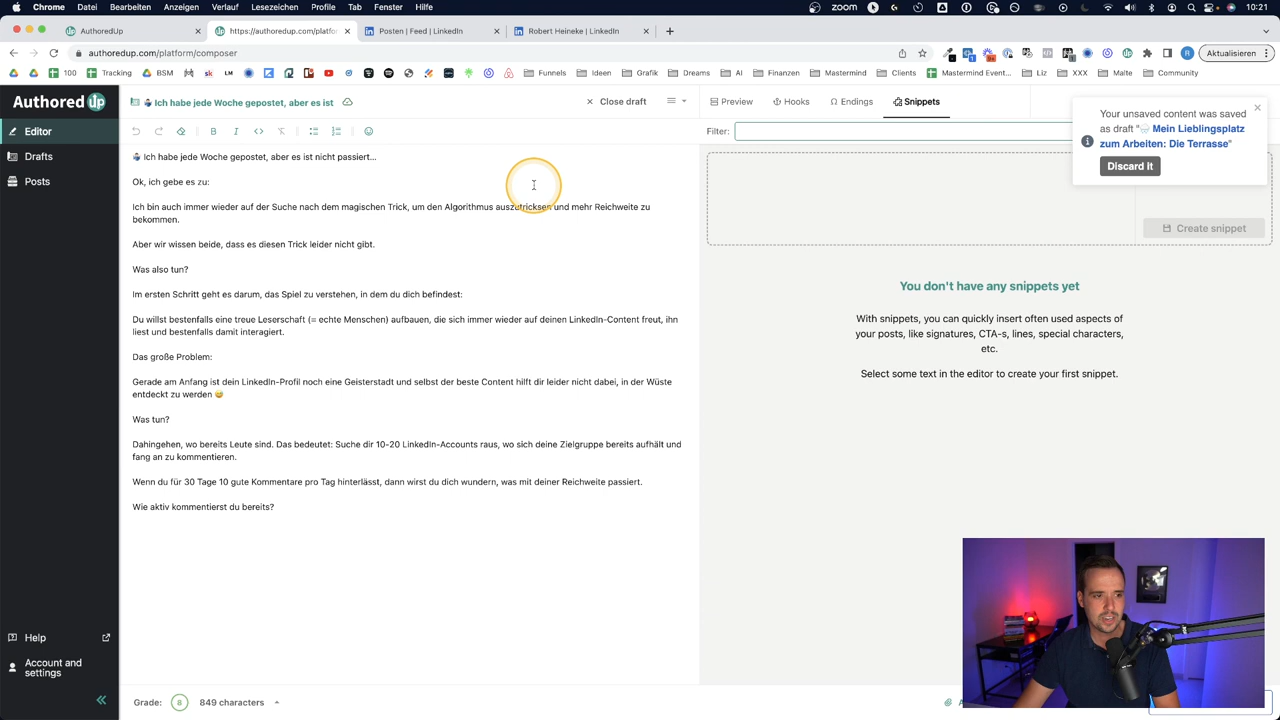 Chrome Datei Bearbeiten Anzeigen Verlauf Lesezeichen Profile Tab Fenster Hilfe zoom 10:21
AuthoredUp https://authoredup.com/platfo Posten | Feed | LinkedIn Robert Heineke | LinkedIn
authoredup.com/platform/composer Aktualisieren
100 Tracking BSM Funnels Ideen Grafik Dreams AI Finanzen Mastermind Clients Mastermind Event... Liz XXX Malte Community
Authored Up
Ich habe jede Woche gepostet, aber es ist
Close draft
Preview Hooks Endings Snippets
Editor
Drafts
Posts
Filter:
Your unsaved content was saved
as draft "🌧 Mein Lieblingsplatz
zum Arbeiten: Die Terrasse"
Discard It
Ich habe jede Woche gepostet, aber es ist nicht passiert...
Ok, ich gebe es zu:
Ich bin auch immer wieder auf der Suche nach dem magischen Trick, um den Algorithmus auszutricksen und mehr Reichweite zu
bekommen.
Aber wir wissen beide, dass es diesen Trick leider nicht gibt.
Was also tun?
Im ersten Schritt geht es darum, das Spiel zu verstehen, in dem du dich befindest:
Du willst bestenfalls eine treue Leserschaft (= echte Menschen) aufbauen, die sich immer wieder auf deinen LinkedIn-Content freut, ihn
liest und bestenfalls damit interagiert.
Das große Problem:
Gerade am Anfang ist dein LinkedIn-Profil noch eine Geisterstadt und selbst der beste Content hilft dir leider nicht dabei, in der Wüste
entdeckt zu werden 😅
Was tun?
Dahingehen, wo bereits Leute sind. Das bedeutet: Suche dir 10-20 LinkedIn-Accounts raus, wo sich deine Zielgruppe bereits aufhält und
fang an zu kommentieren.
Wenn du für 30 Tage 10 gute Kommentare pro Tag hinterlässt, dann wirst du dich wundern, was mit deiner Reichweite passiert.
Wie aktiv kommentierst du bereits?
Create snippet
You don't have any snippets yet
With snippets, you can quickly insert often used aspects of
your posts, like signatures, CTA-s, lines, special characters,
etc.
Select some text in the editor to create your first snippet.
Help
Account and
settings
Grade: 8 849 characters